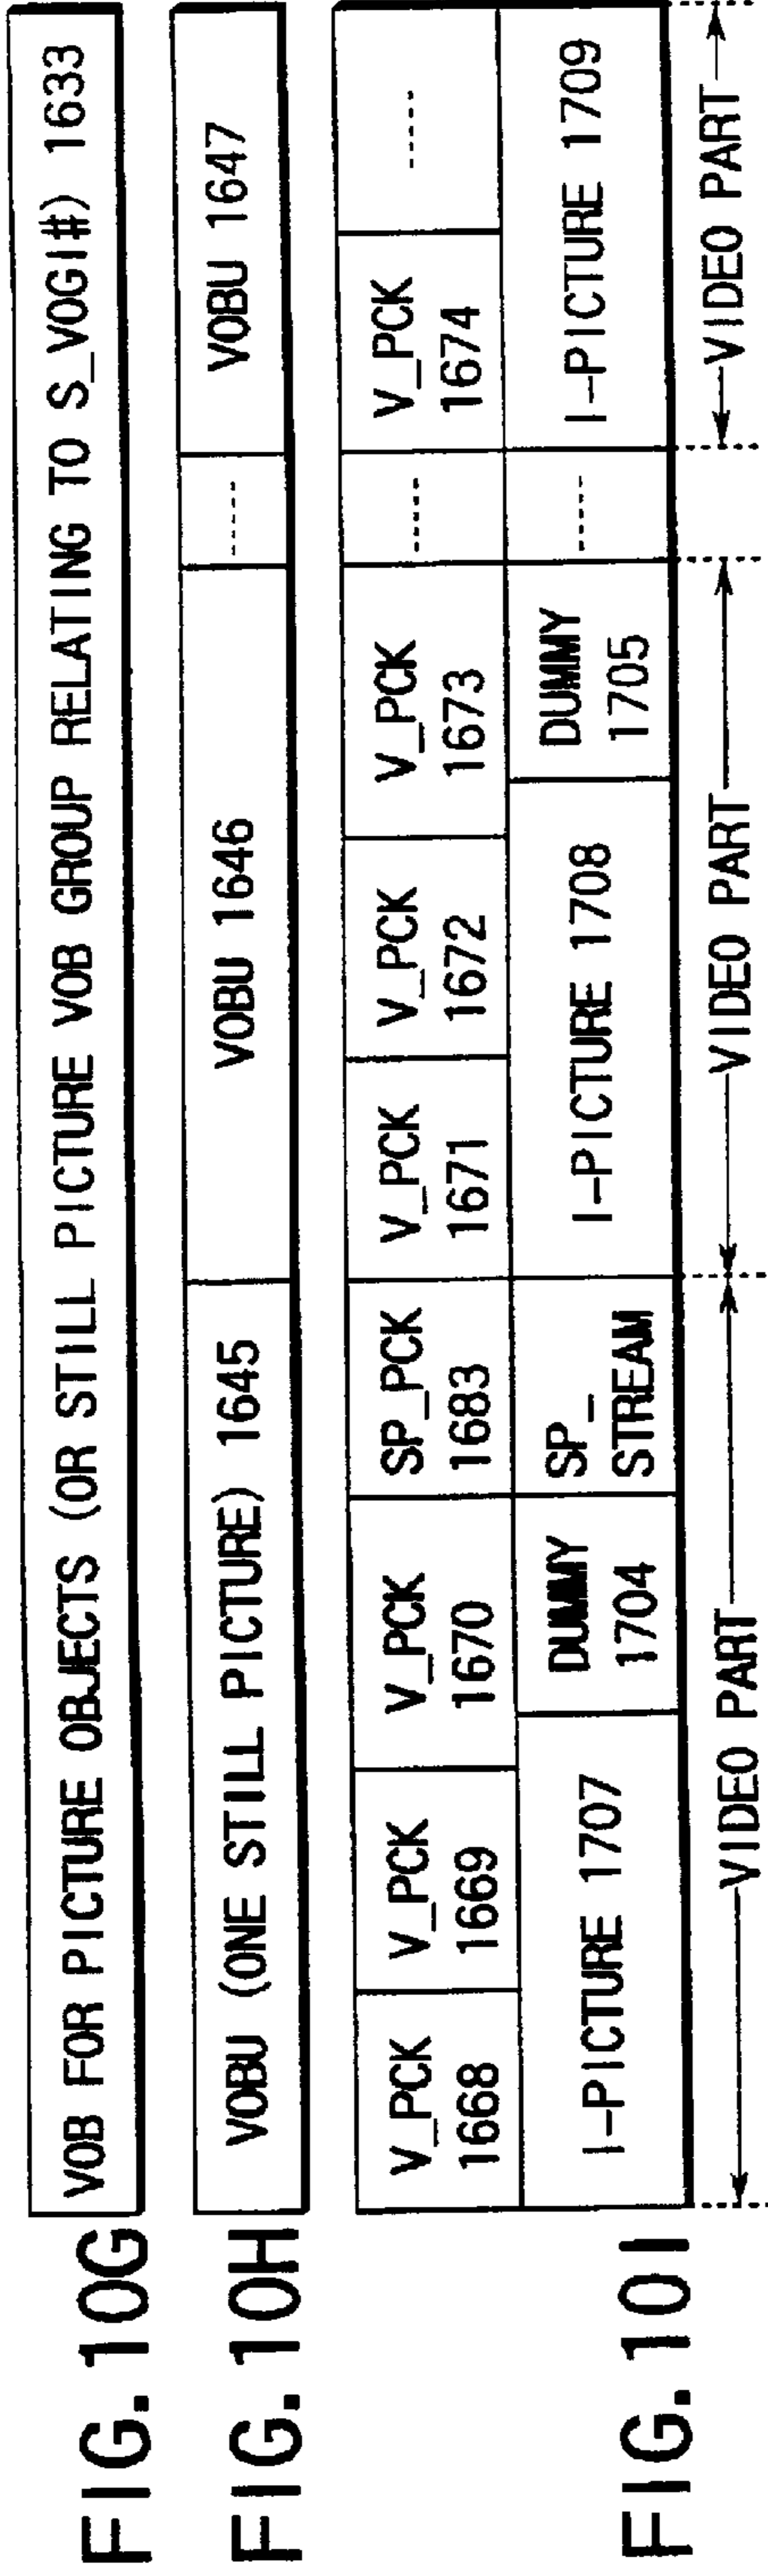 FIG. 10G
VOB FOR PICTURE OBJECTS (OR STILL PICTURE VOB GROUP RELATING TO S_VOGI#) 1633
FIG. 10H
VOBU (ONE STILL PICTURE) 1645
VOBU 1646
-----
VOBU 1647
FIG. 10I
V_PCK
1668
V_PCK
1669
V_PCK
1670
SP_PCK
1683
V_PCK
1671
V_PCK
1672
V_PCK
1673
-----
V_PCK
1674
-----
I-PICTURE 1707
DUMMY
1704
SP_
STREAM
I-PICTURE 1708
DUMMY
1705
-----
I-PICTURE 1709
VIDEO PART
VIDEO PART
VIDEO PART